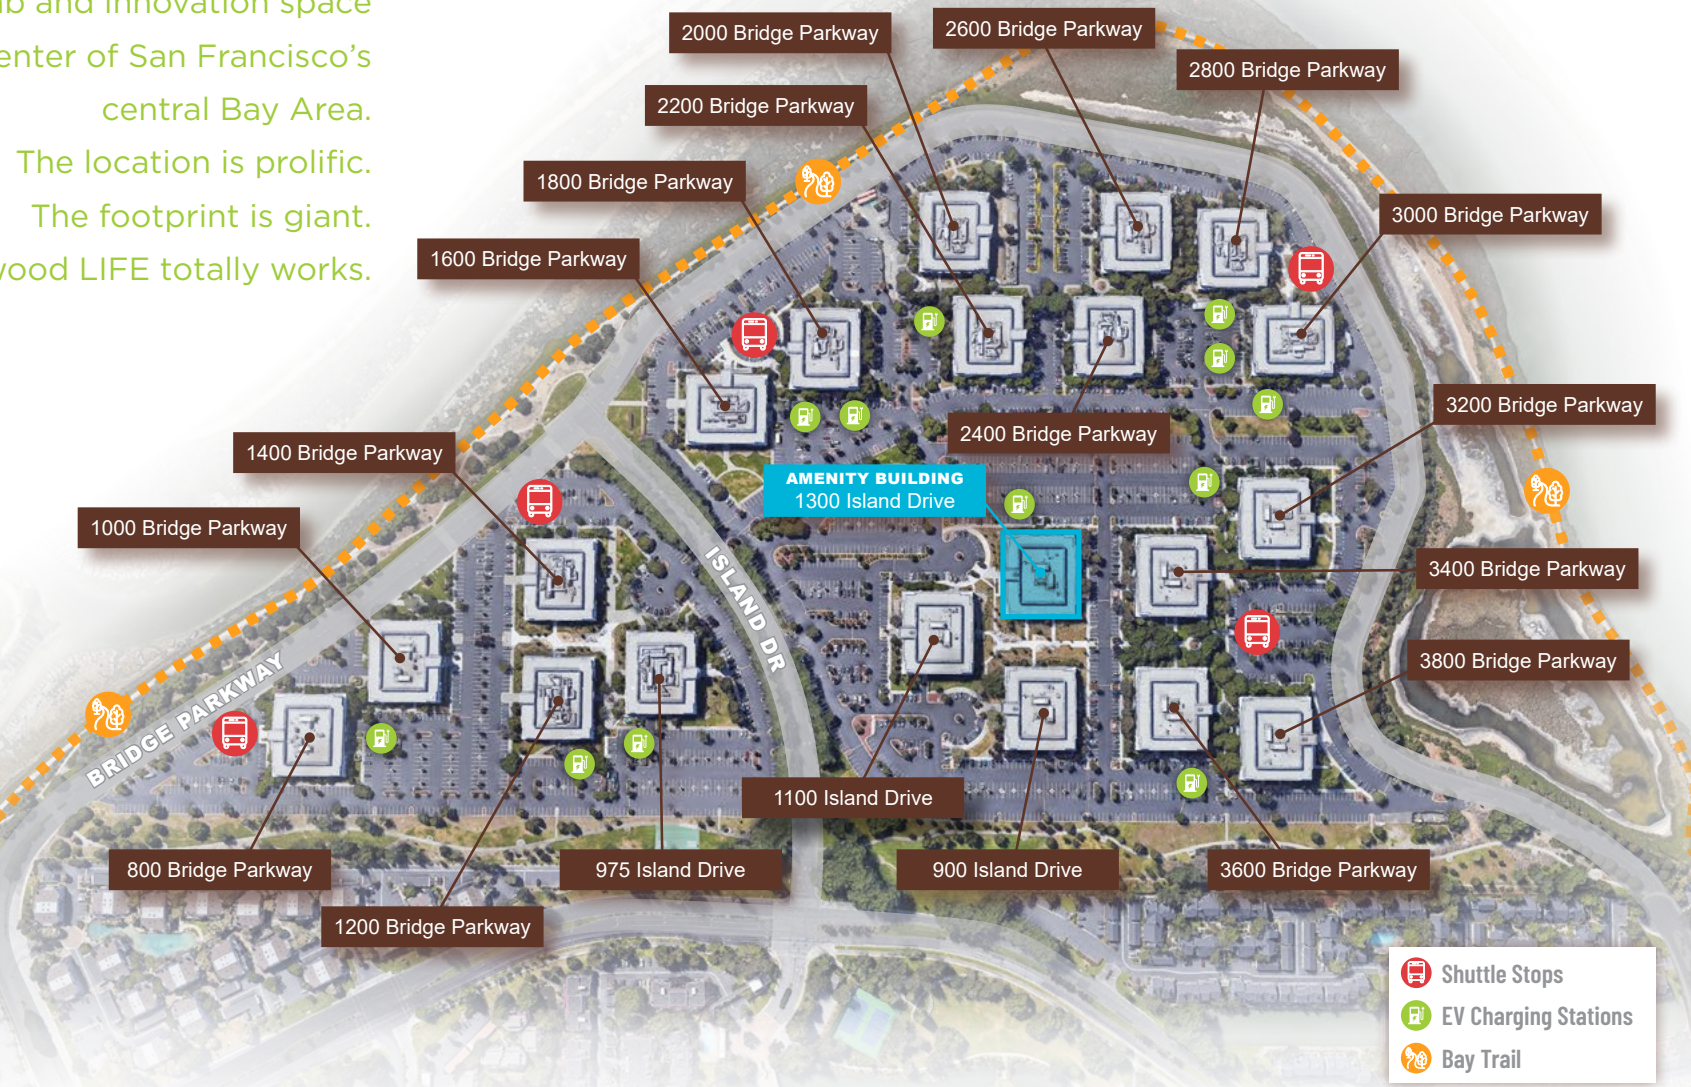 and innovation space
of San Francisco's
central Bay Area.
The location is prolific.
The footprint is giant.
LIFE totally works.
2000 Bridge Parkway
2600 Bridge Parkway
2800 Bridge Parkway
2200 Bridge Parkway
1800 Bridge Parkway
3000 Bridge Parkway
1600 Bridge Parkway
3200 Bridge Parkway
2400 Bridge Parkway
1400 Bridge Parkway
AMENITY BUILDING
1300 Island Drive
1000 Bridge Parkway
ISLAND DR
3400 Bridge Parkway
3800 Bridge Parkway
BRIDGE PARKWAY
1100 Island Drive
800 Bridge Parkway
975 Island Drive
900 Island Drive
3600 Bridge Parkway
1200 Bridge Parkway
Shuttle Stops
EV Charging Stations
Bay Trail